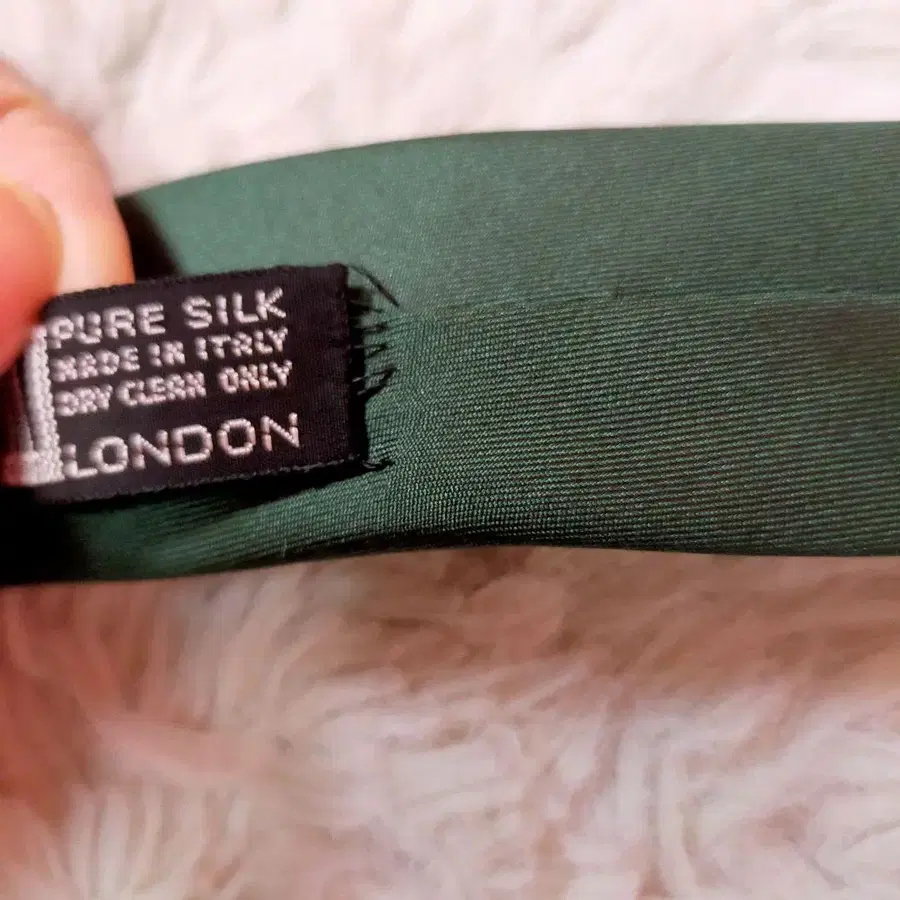 PURE SILK
MADE IN ITALY
DRY CLEAN ONLY
LONDON